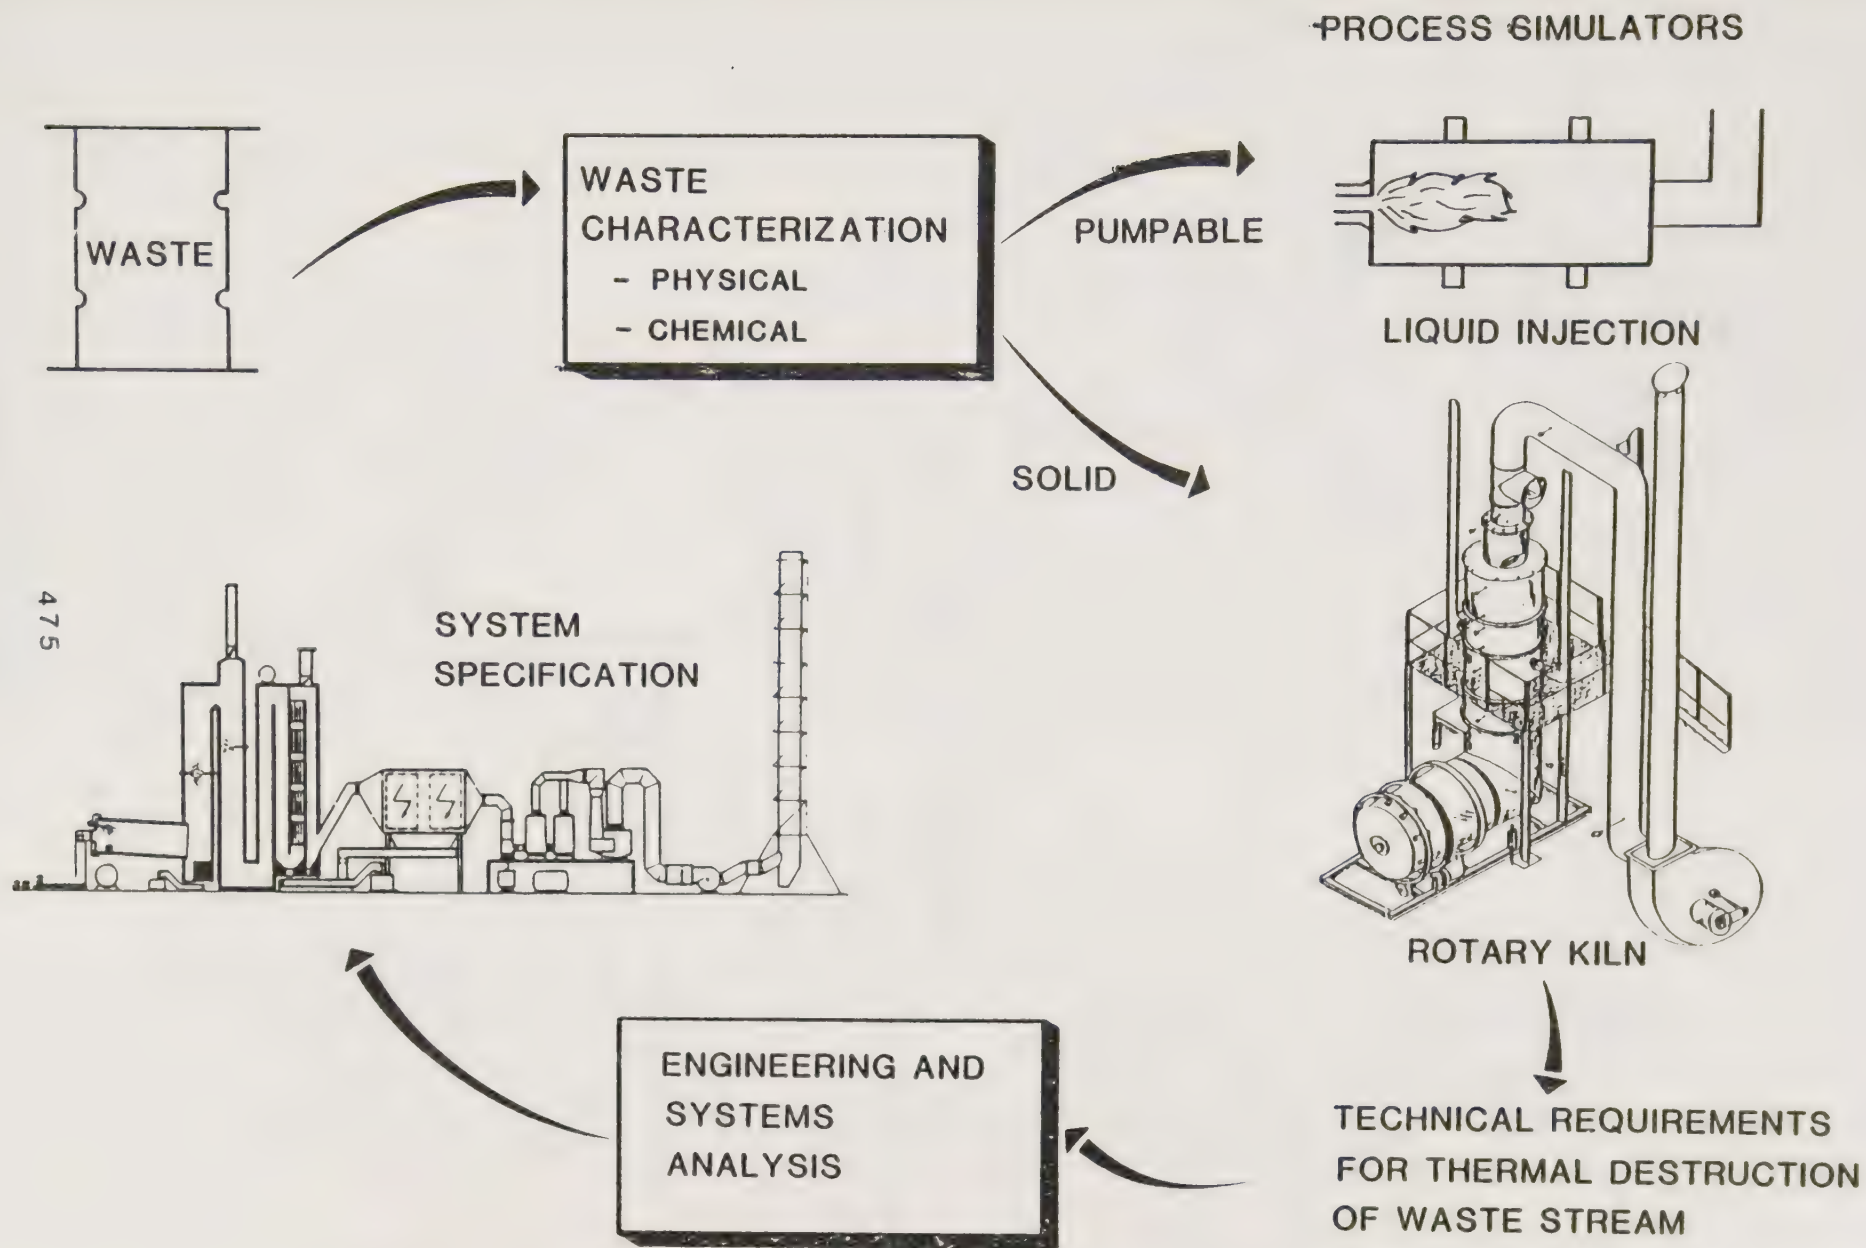 PROCESS SIMULATORS
WASTE
WASTE
CHARACTERIZATION
- PHYSICAL
- CHEMICAL
PUMPABLE
LIQUID INJECTION
SOLID
ROTARY KILN
TECHNICAL REQUIREMENTS
FOR THERMAL DESTRUCTION
OF WASTE STREAM
ENGINEERING AND
SYSTEMS
ANALYSIS
SYSTEM
SPECIFICATION
475